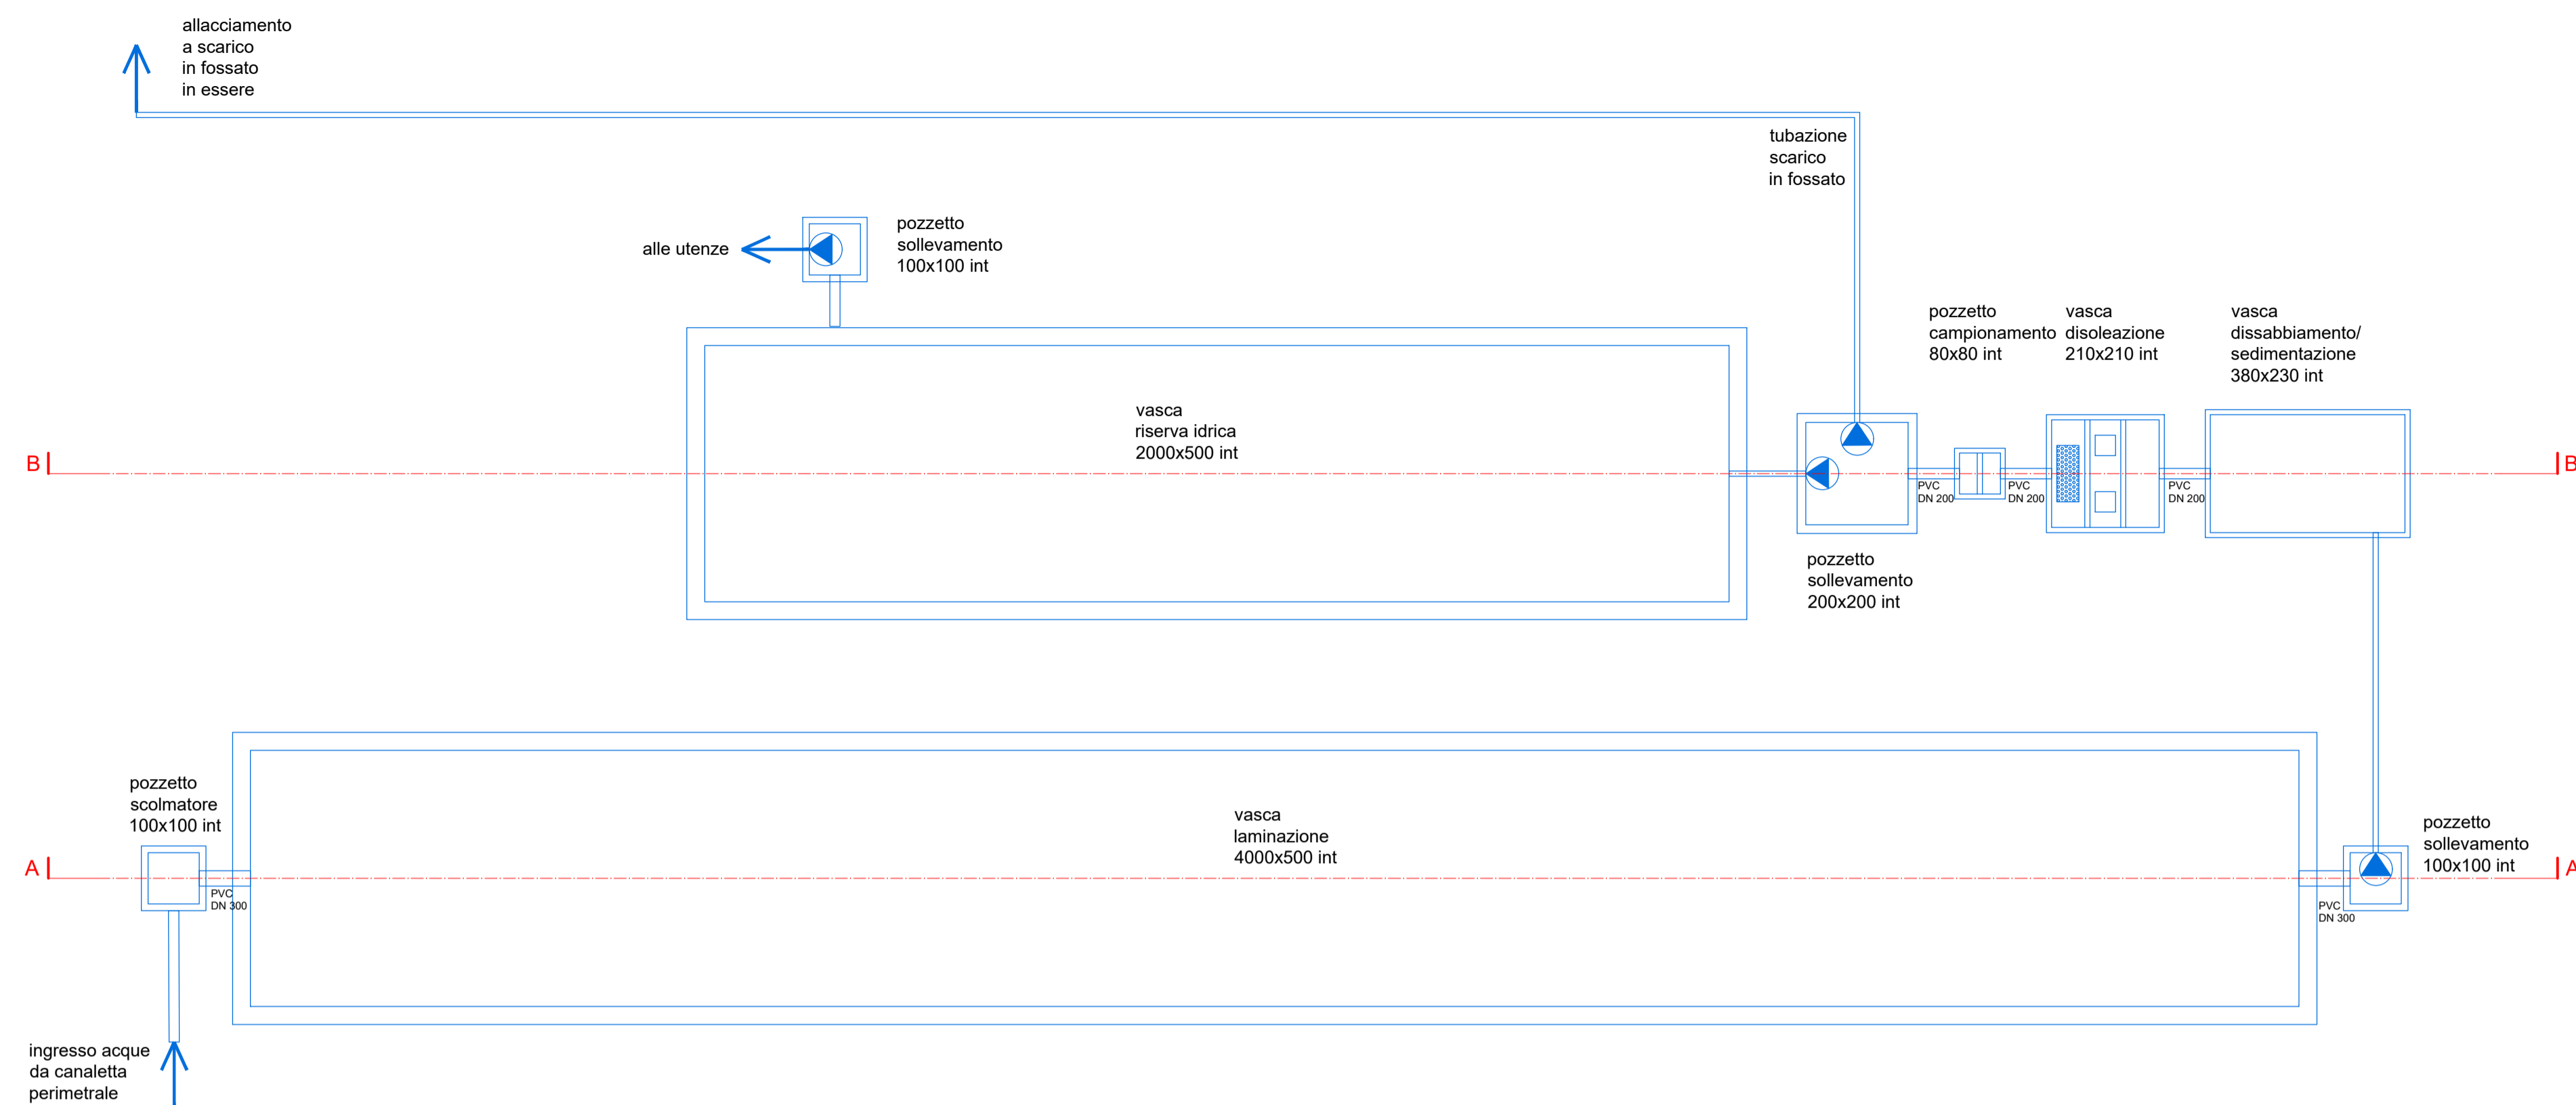 allacciamento
a scarico
in fossato
in essere
tubazione
scarico
in fossato
alle utenze
pozzetto
sollevamento
100x100 int
pozzetto
campionamento
80x80 int
vasca
disoleazione
210x210 int
vasca
dissabbiamento/
sedimentazione
380x230 int
vasca
riserva idrica
2000x500 int
B
B
PVC
DN 200
PVC
DN 200
PVC
DN 200
pozzetto
sollevamento
200x200 int
pozzetto
scolmatore
100x100 int
vasca
laminazione
4000x500 int
pozzetto
sollevamento
100x100 int
A
A
PVC
DN 300
PVC
DN 300
ingresso acque
da canaletta
perimetrale